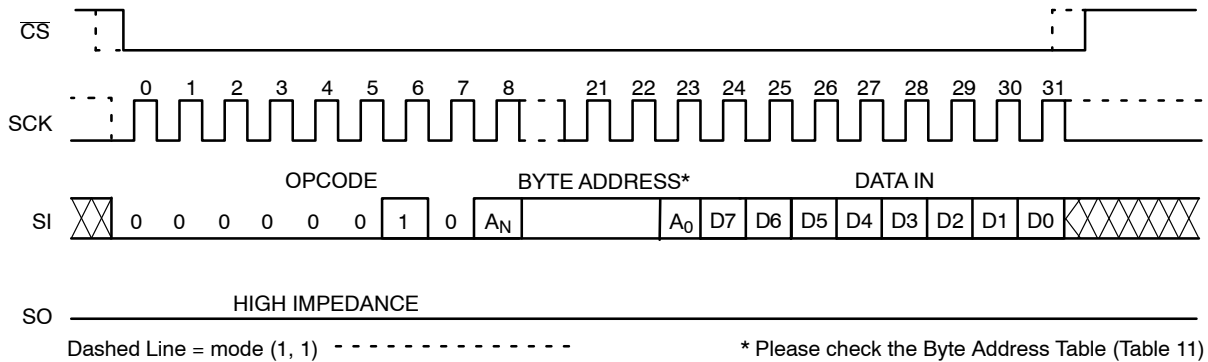 CS
0 1 2 3 4 5 6 7 8 21 22 23 24 25 26 27 28 29 30 31
SCK
OPCODE BYTE ADDRESS* DATA IN
SI 0 0 0 0 0 0 1 0 AN A0 D7 D6 D5 D4 D3 D2 D1 D0
HIGH IMPEDANCE
SO
Dashed Line = mode (1, 1) * Please check the Byte Address Table (Table 11)